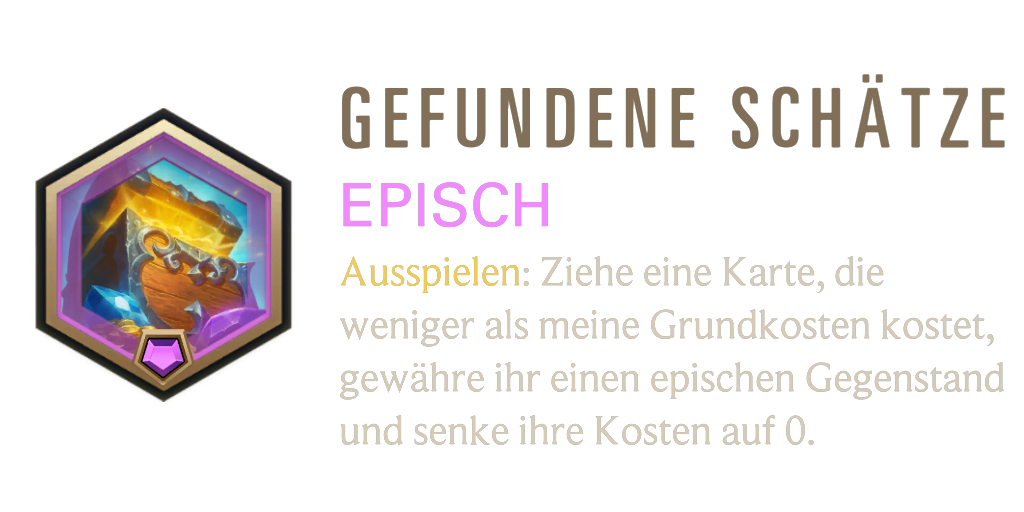 GEFUNDENE SCHÄTZE
EPISCH
Ausspielen: Ziehe eine Karte, die
weniger als meine Grundkosten kostet,
gewähre ihr einen epischen Gegenstand
und senke ihre Kosten auf 0.